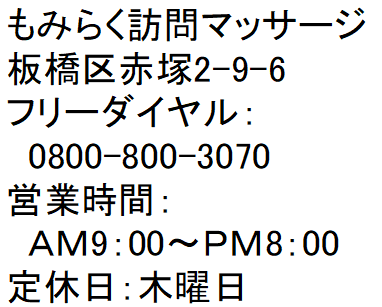 もみらく訪問マッサージ
板橋区赤塚2-9-6
フリーダイヤル：
0800-800-3070
営業時間：
ＡＭ9：00～ＰＭ8：00
定休日：木曜日